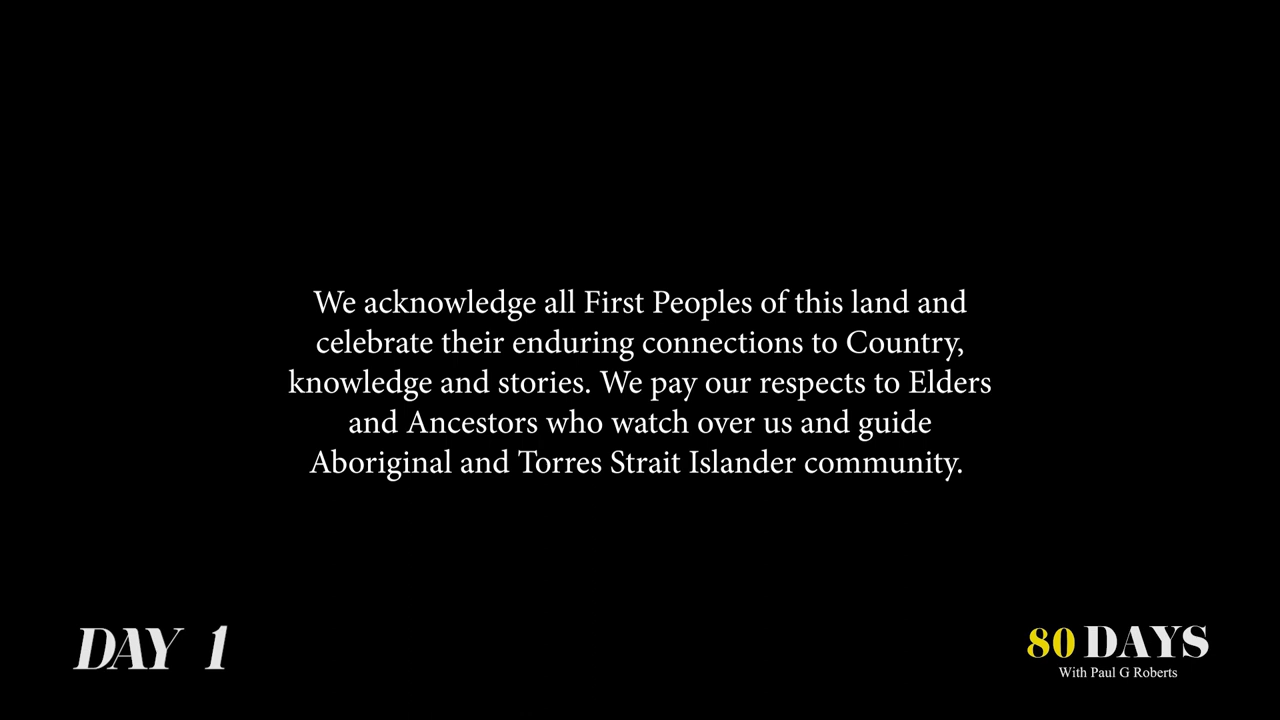 We acknowledge all First Peoples of this land and
celebrate their enduring connections to Country,
knowledge and stories. We pay our respects to Elders
and Ancestors who watch over us and guide
Aboriginal and Torres Strait Islander community.
DAY 1
80 DAYS
With Paul G Roberts